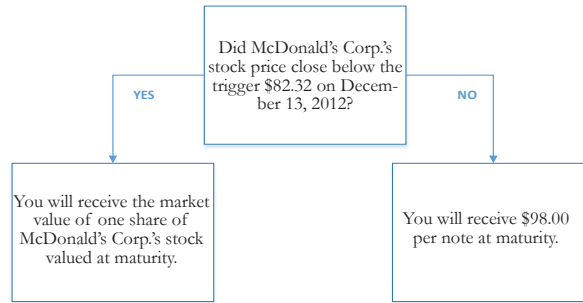 Did McDonald's Corp.'s
stock price close below the
trigger $82.32 on Decem-
ber 13, 2012?
YES
NO
You will receive the market
value of one share of
McDonald's Corp.'s stock
valued at maturity.
You will receive $98.00
per note at maturity.